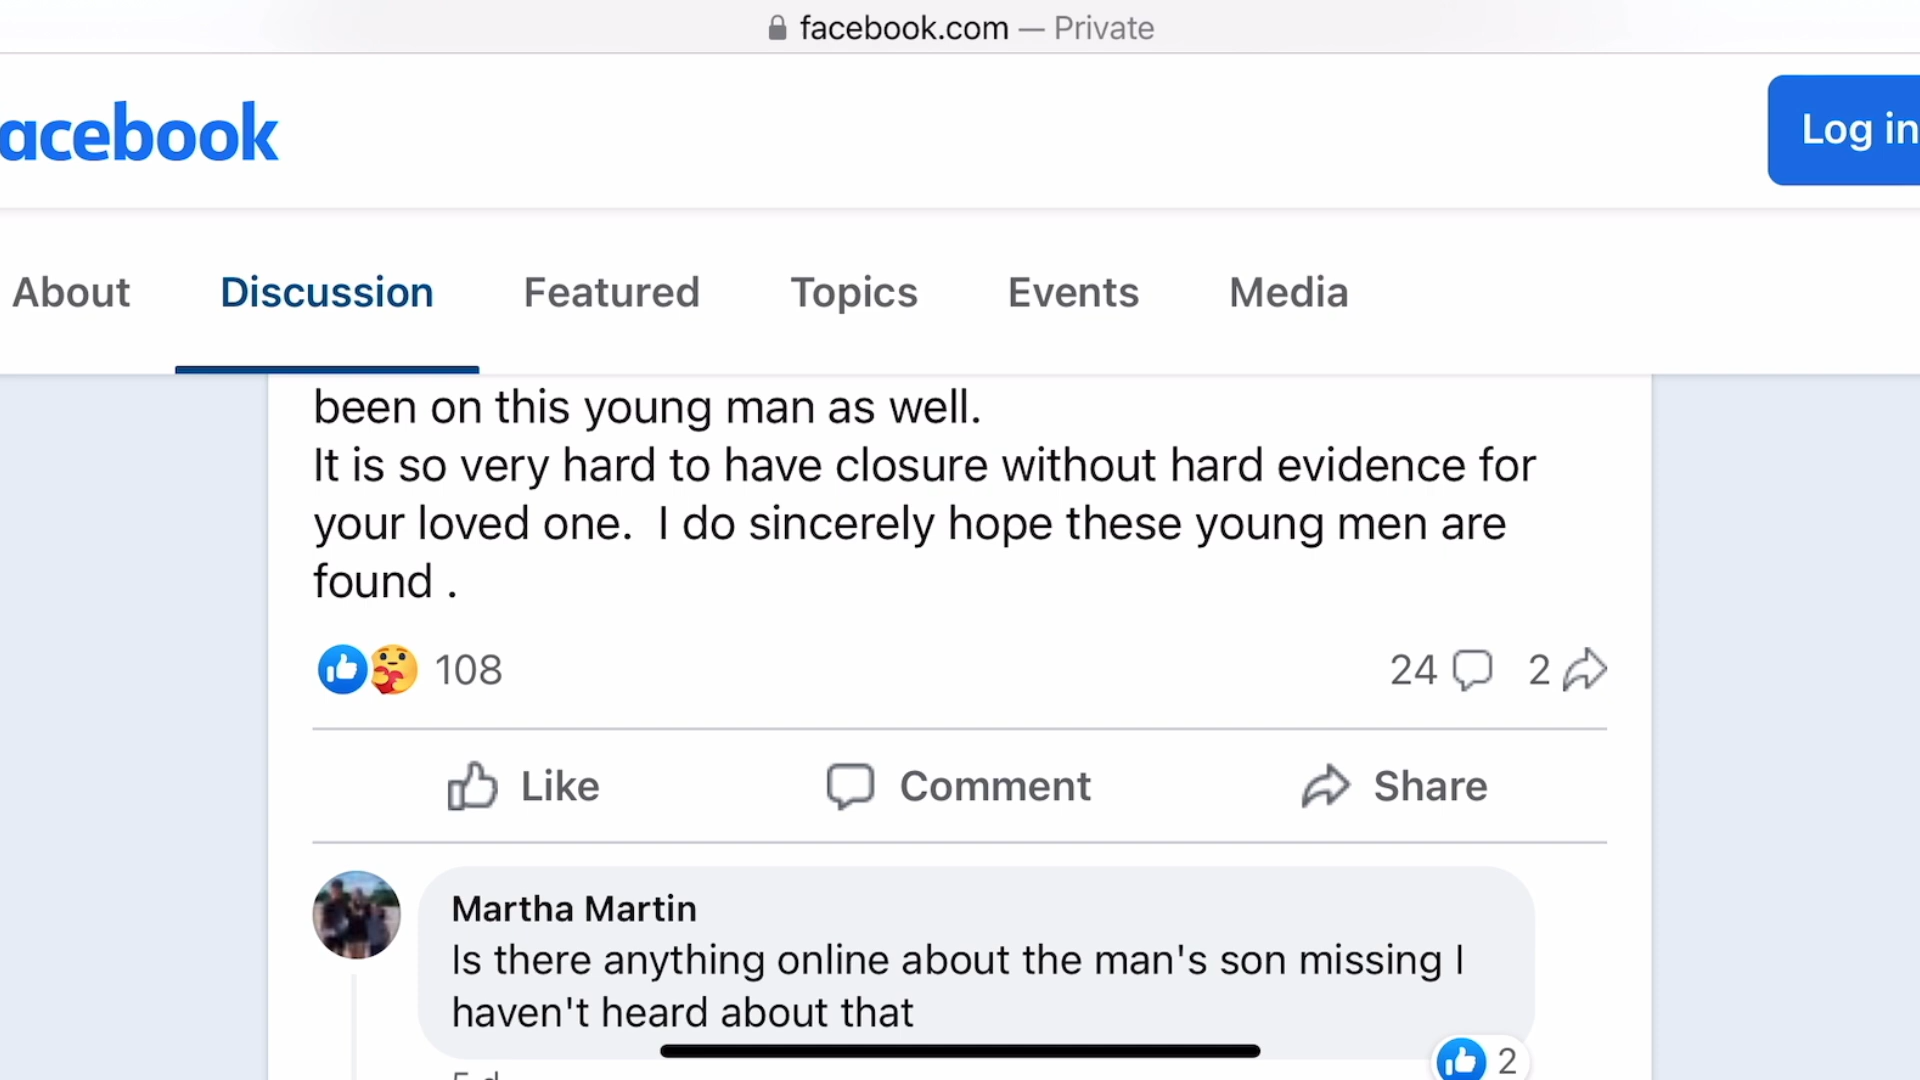 facebook.com — Private
acebook
Log in
About Discussion Featured Topics Events Media
been on this young man as well.
It is so very hard to have closure without hard evidence for
your loved one.  I do sincerely hope these young men are
found .
108
24 2
Like Comment Share
Martha Martin
Is there anything online about the man's son missing I
haven't heard about that
2